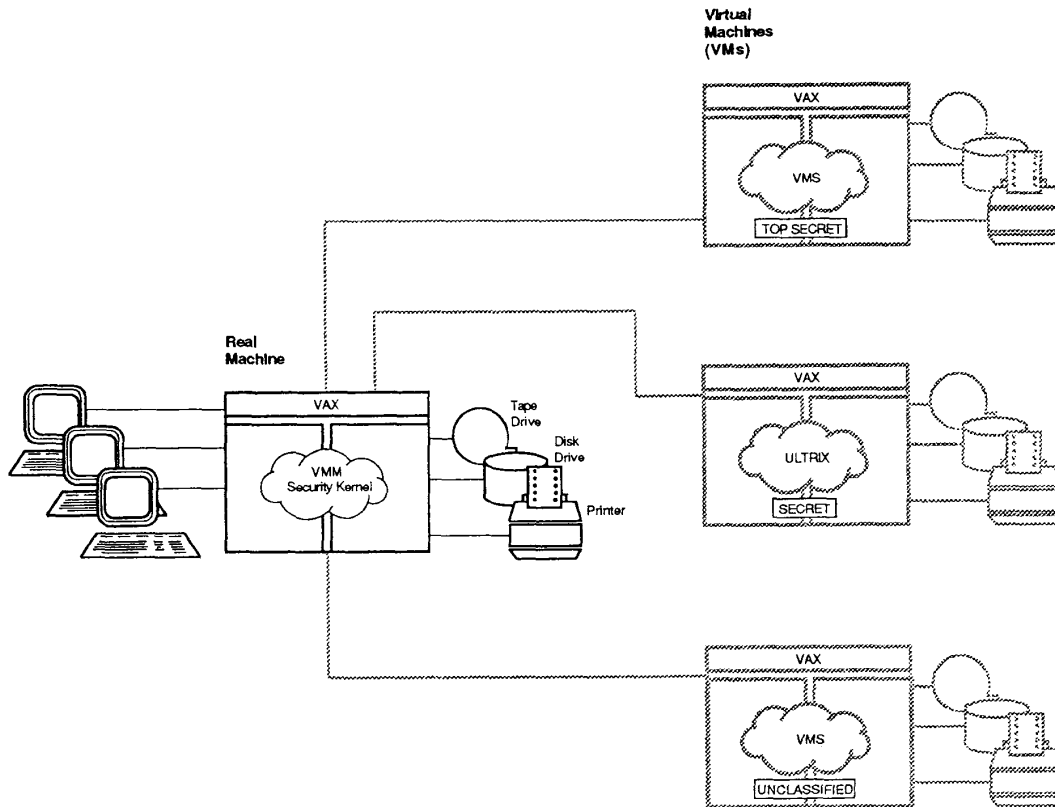 Virtual
Machines
(VMs)
VAX
VMS
TOP SECRET
Real
Machine
VAX
VMM
Security Kernel
Tape
Drive
Disk
Drive
Printer
VAX
ULTRIX
SECRET
VAX
VMS
UNCLASSIFIED